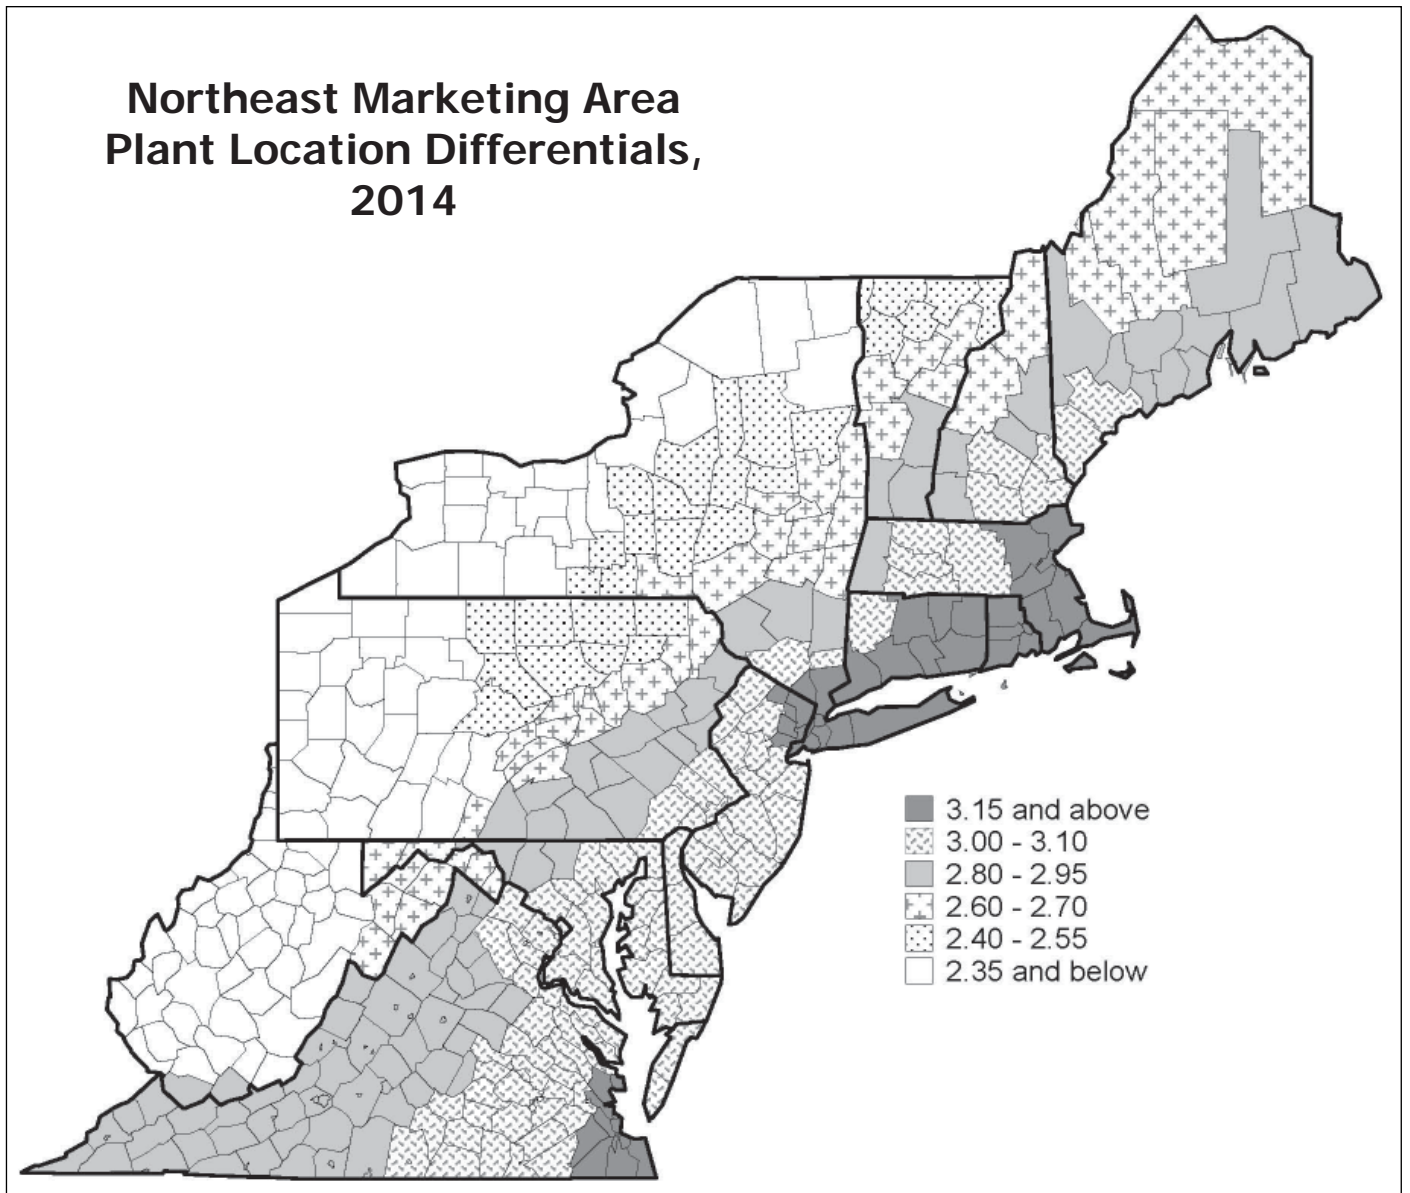 Northeast Marketing Area
Plant Location Differentials,
2014
3.15 and above
3.00 - 3.10
2.80 - 2.95
2.60 - 2.70
2.40 - 2.55
2.35 and below